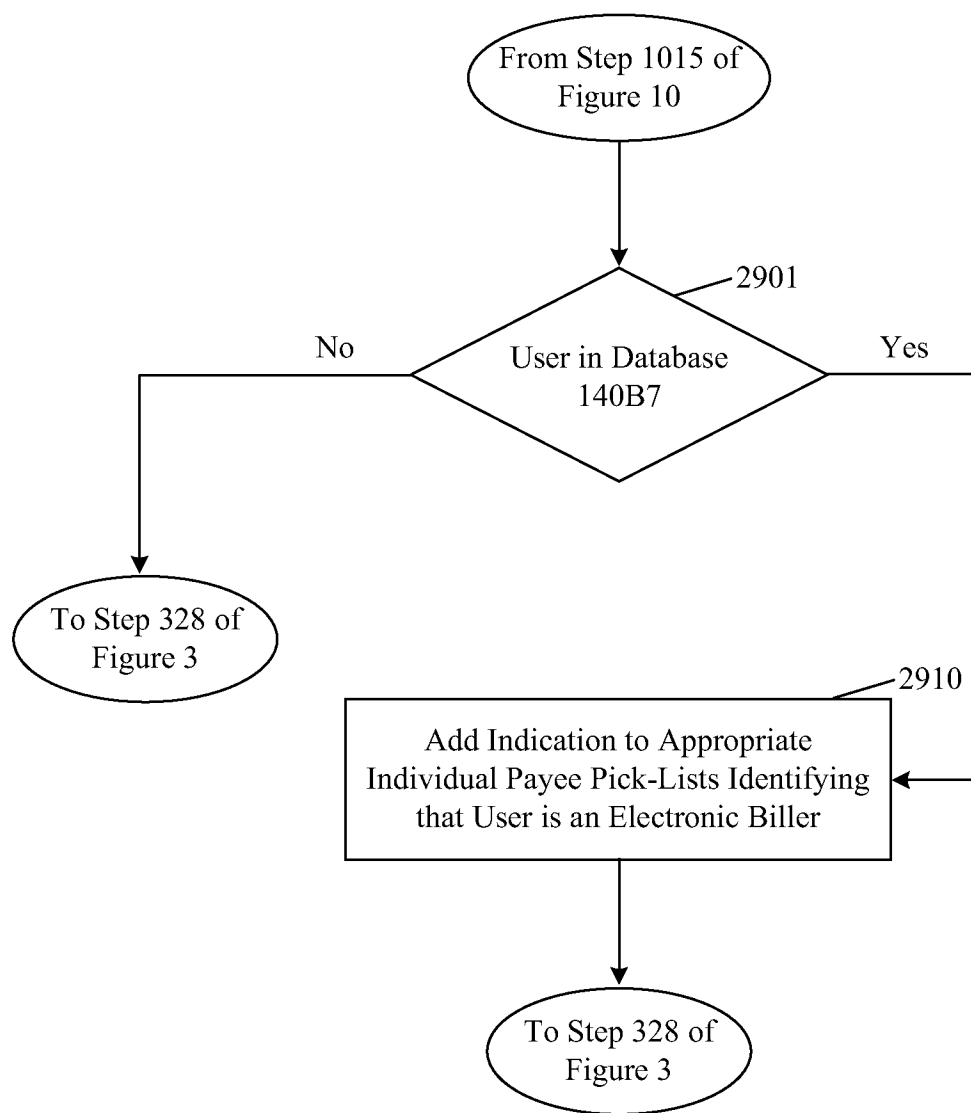 From Step 1015 of
Figure 10
2901
No
User in Database
140B7
Yes
To Step 328 of
Figure 3
2910
Add Indication to Appropriate
Individual Payee Pick-Lists Identifying
that User is an Electronic Biller
To Step 328 of
Figure 3